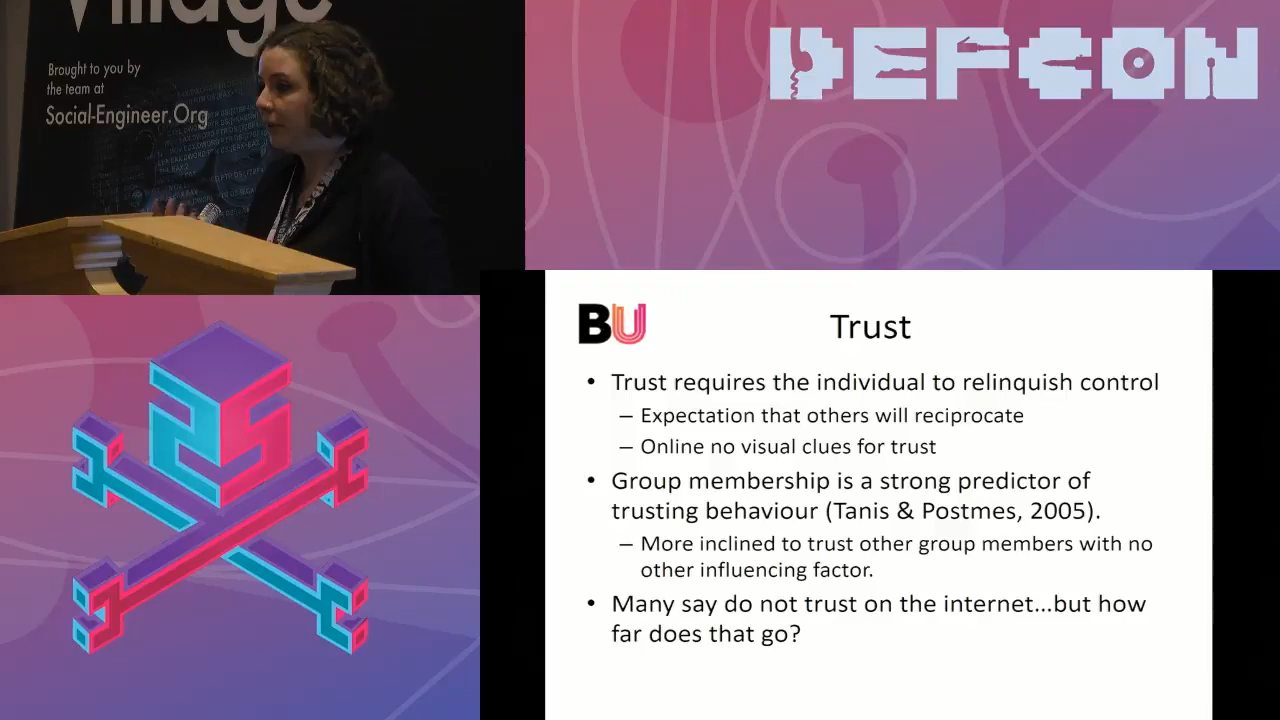 Village
Brought to you by
the team at
Social-Engineer.Org
DEFCON
BU
Trust
• Trust requires the individual to relinquish control
– Expectation that others will reciprocate
– Online no visual clues for trust
• Group membership is a strong predictor of
trusting behaviour (Tanis & Postmes, 2005).
– More inclined to trust other group members with no
other influencing factor.
• Many say do not trust on the internet...but how
far does that go?